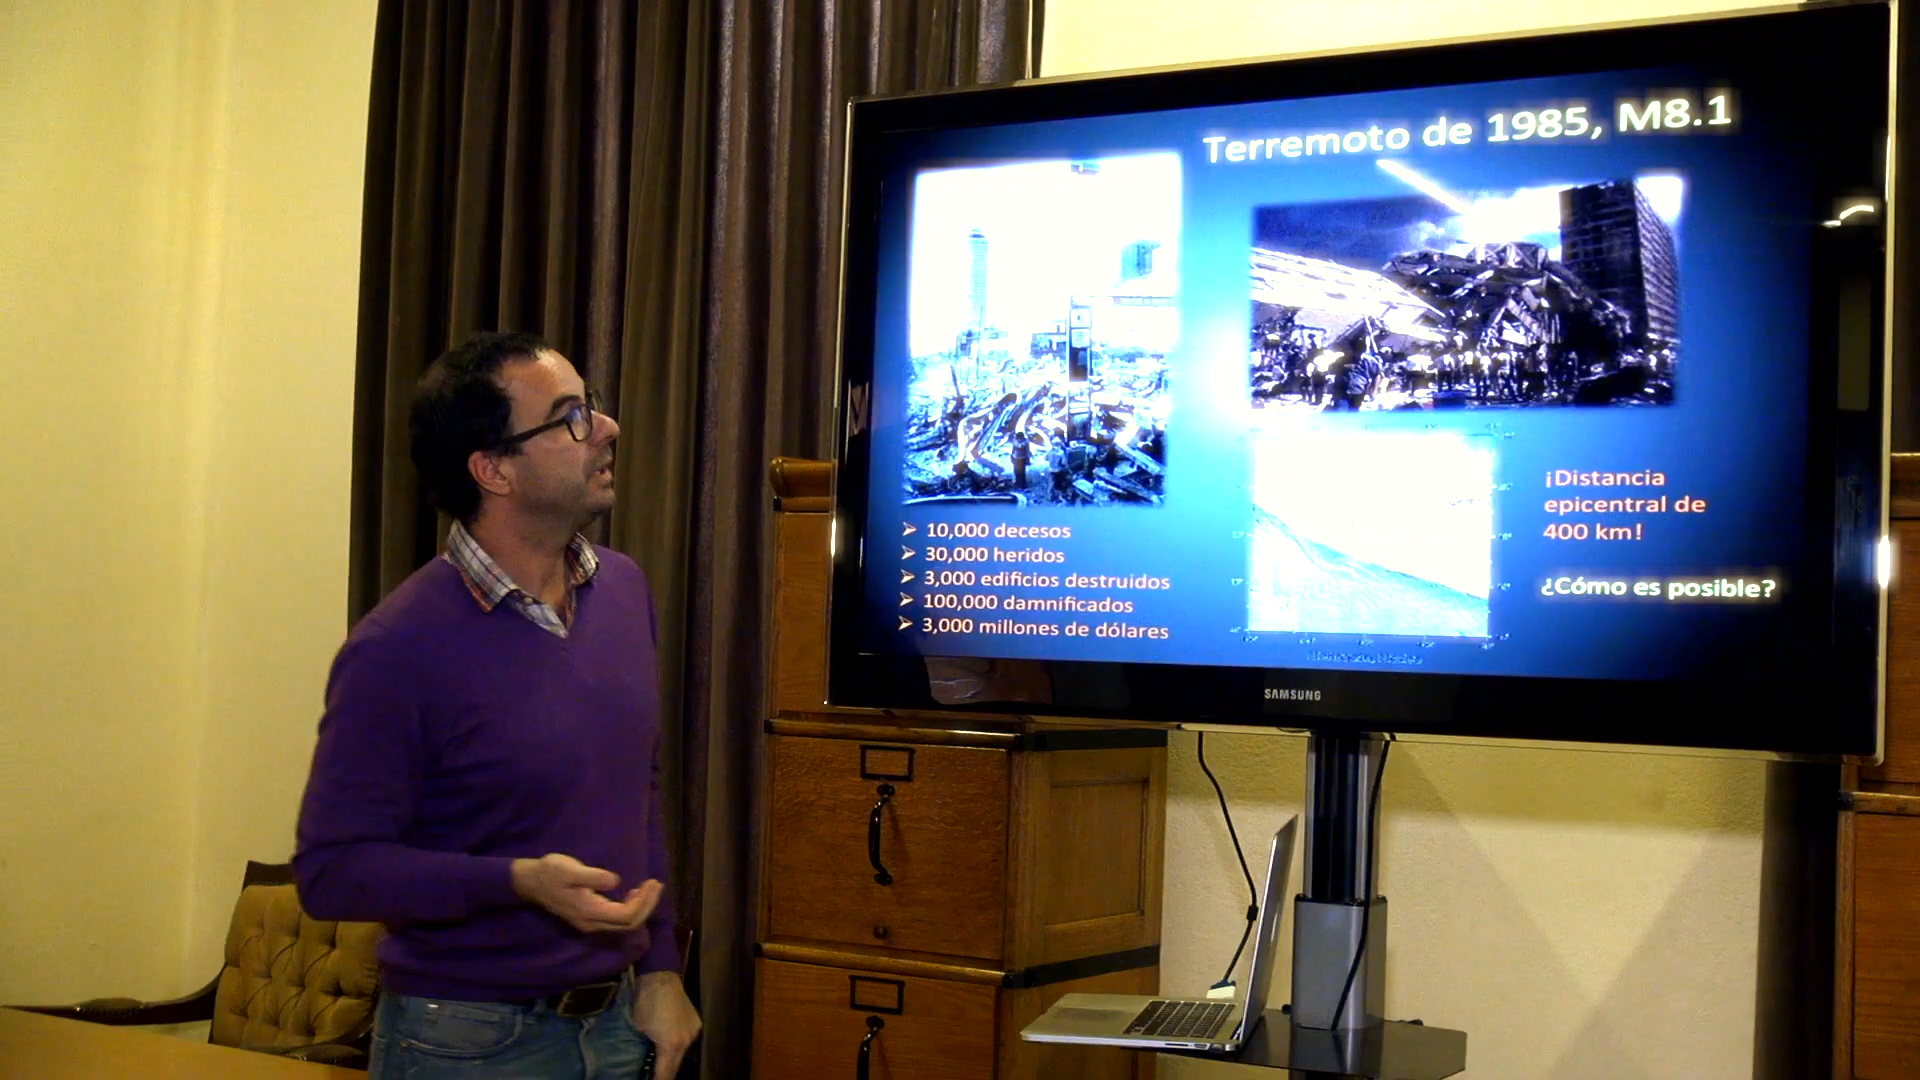 Terremoto de 1985, M8.1
10,000 decesos
30,000 heridos
3,000 edificios destruidos
100,000 damnificados
3,000 millones de dólares
¡Distancia
epicentral de
400 km!
¿Cómo es posible?
SAMSUNG